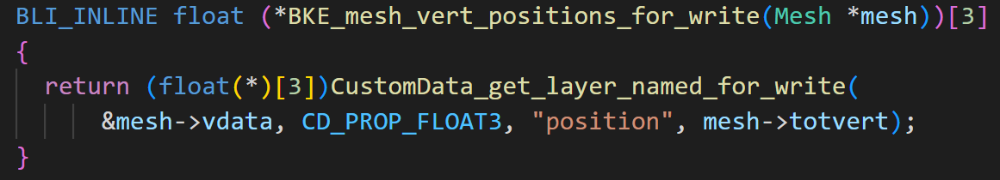 BLI_INLINE float (*BKE_mesh_vert_positions_for_write(Mesh *mesh))[3]
{
  return (float(*)[3])CustomData_get_layer_named_for_write(
      &mesh->vdata, CD_PROP_FLOAT3, "position", mesh->totvert);
}